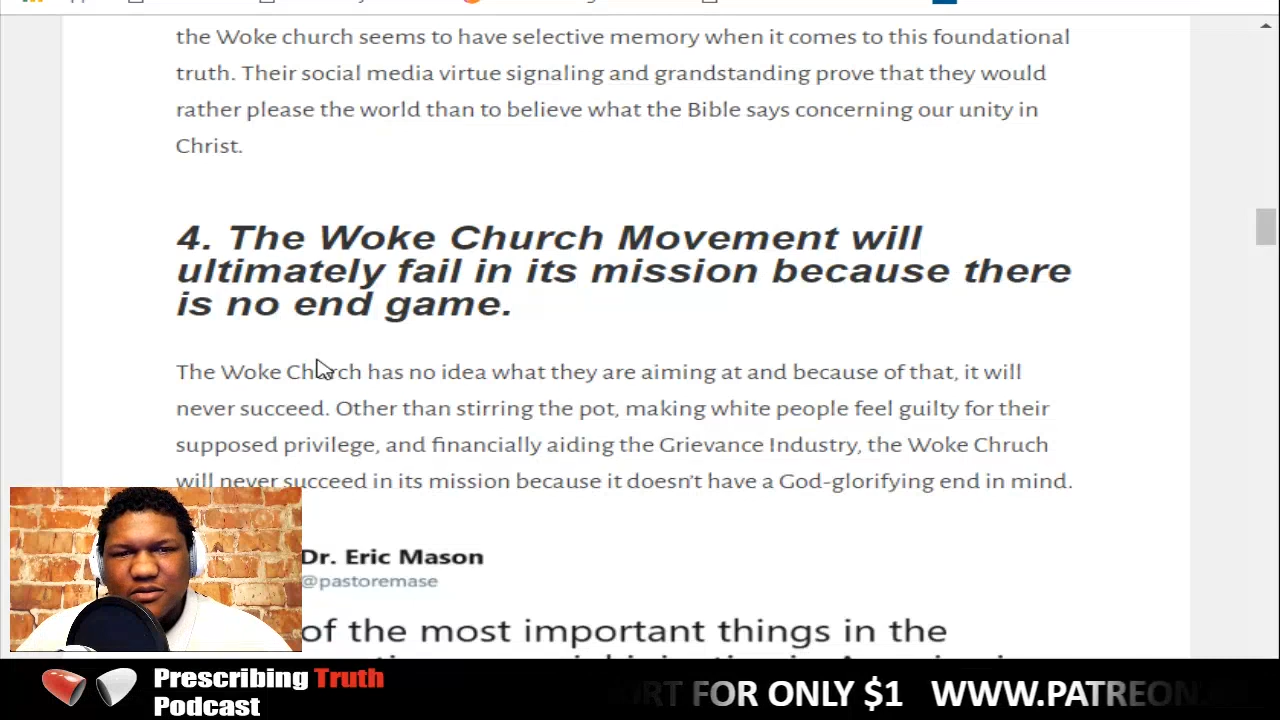 the Woke church seems to have selective memory when it comes to this foundational
truth. Their social media virtue signaling and grandstanding prove that they would
rather please the world than to believe what the Bible says concerning our unity in
Christ.
4. The Woke Church Movement will
ultimately fail in its mission because there
is no end game.
The Woke Church has no idea what they are aiming at and because of that, it will
never succeed. Other than stirring the pot, making white people feel guilty for their
supposed privilege, and financially aiding the Grievance Industry, the Woke Chruch
will never succeed in its mission because it doesn't have a God-glorifying end in mind.
Dr. Eric Mason
@pastoremase
of the most important things in the
Prescribing Truth
Podcast
FOR ONLY $1 WWW.PATREON